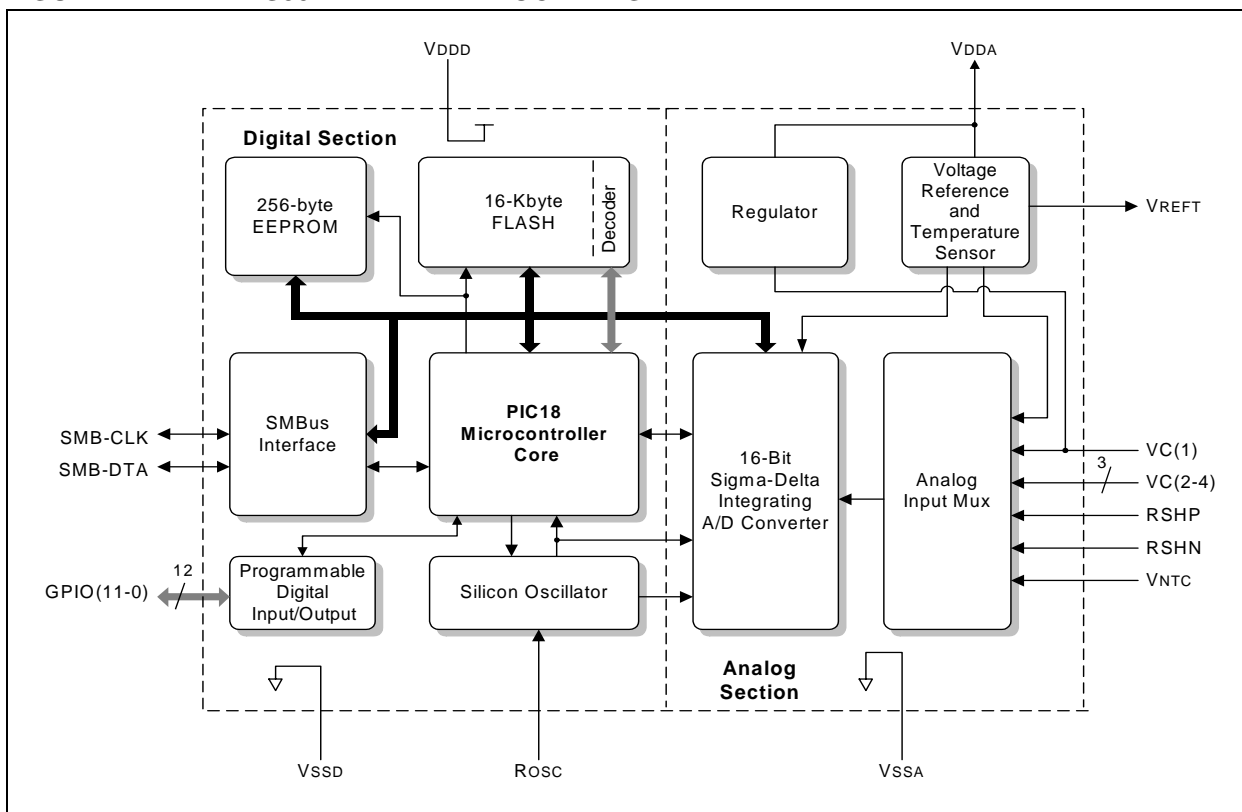 VDDD
VDDA
Digital Section
256-byte
EEPROM
16-Kbyte
FLASH
Decoder
Regulator
Voltage
Reference
and
Temperature
Sensor
VREFT
SMBus
Interface
PIC18
Microcontroller
Core
16-Bit
Sigma-Delta
Integrating
A/D Converter
Analog
Input Mux
SMB-CLK
SMB-DTA
VC(1)
3
VC(2-4)
RSHP
RSHN
VNTC
GPIO(11-0)
12
Programmable
Digital
Input/Output
Silicon Oscillator
Analog
Section
VSSD
ROSC
VSSA